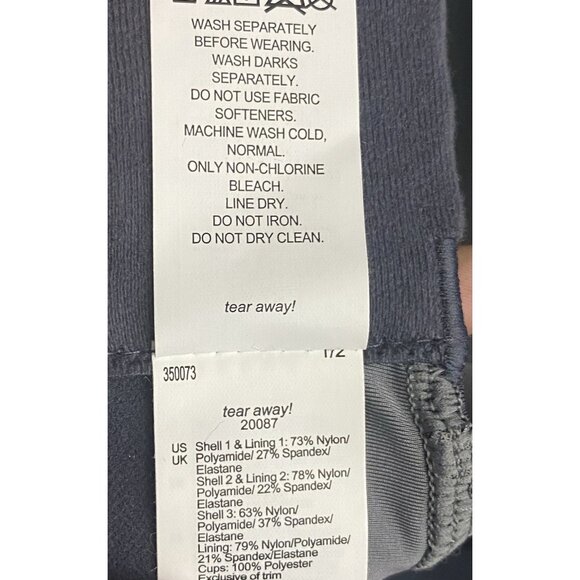 WASH SEPARATELY
BEFORE WEARING.
WASH DARKS
SEPARATELY.
DO NOT USE FABRIC
SOFTENERS.
MACHINE WASH COLD,
NORMAL.
ONLY NON-CHLORINE
BLEACH.
LINE DRY.
DO NOT IRON.
DO NOT DRY CLEAN.
tear away!
1/2
350073
tear away!
20087
US Shell 1 & Lining 1: 73% Nylon/
UK Polyamide/ 27% Spandex/
Elastane
Shell 2 & Lining 2: 78% Nylon/
Polyamide/ 22% Spandex/
Elastane
Shell 3: 63% Nylon/
Polyamide/ 37% Spandex/
Elastane
Lining: 79% Nylon/Polyamide/
21% Spandex/Elastane
Cups: 100% Polyester
Exclusive of trim